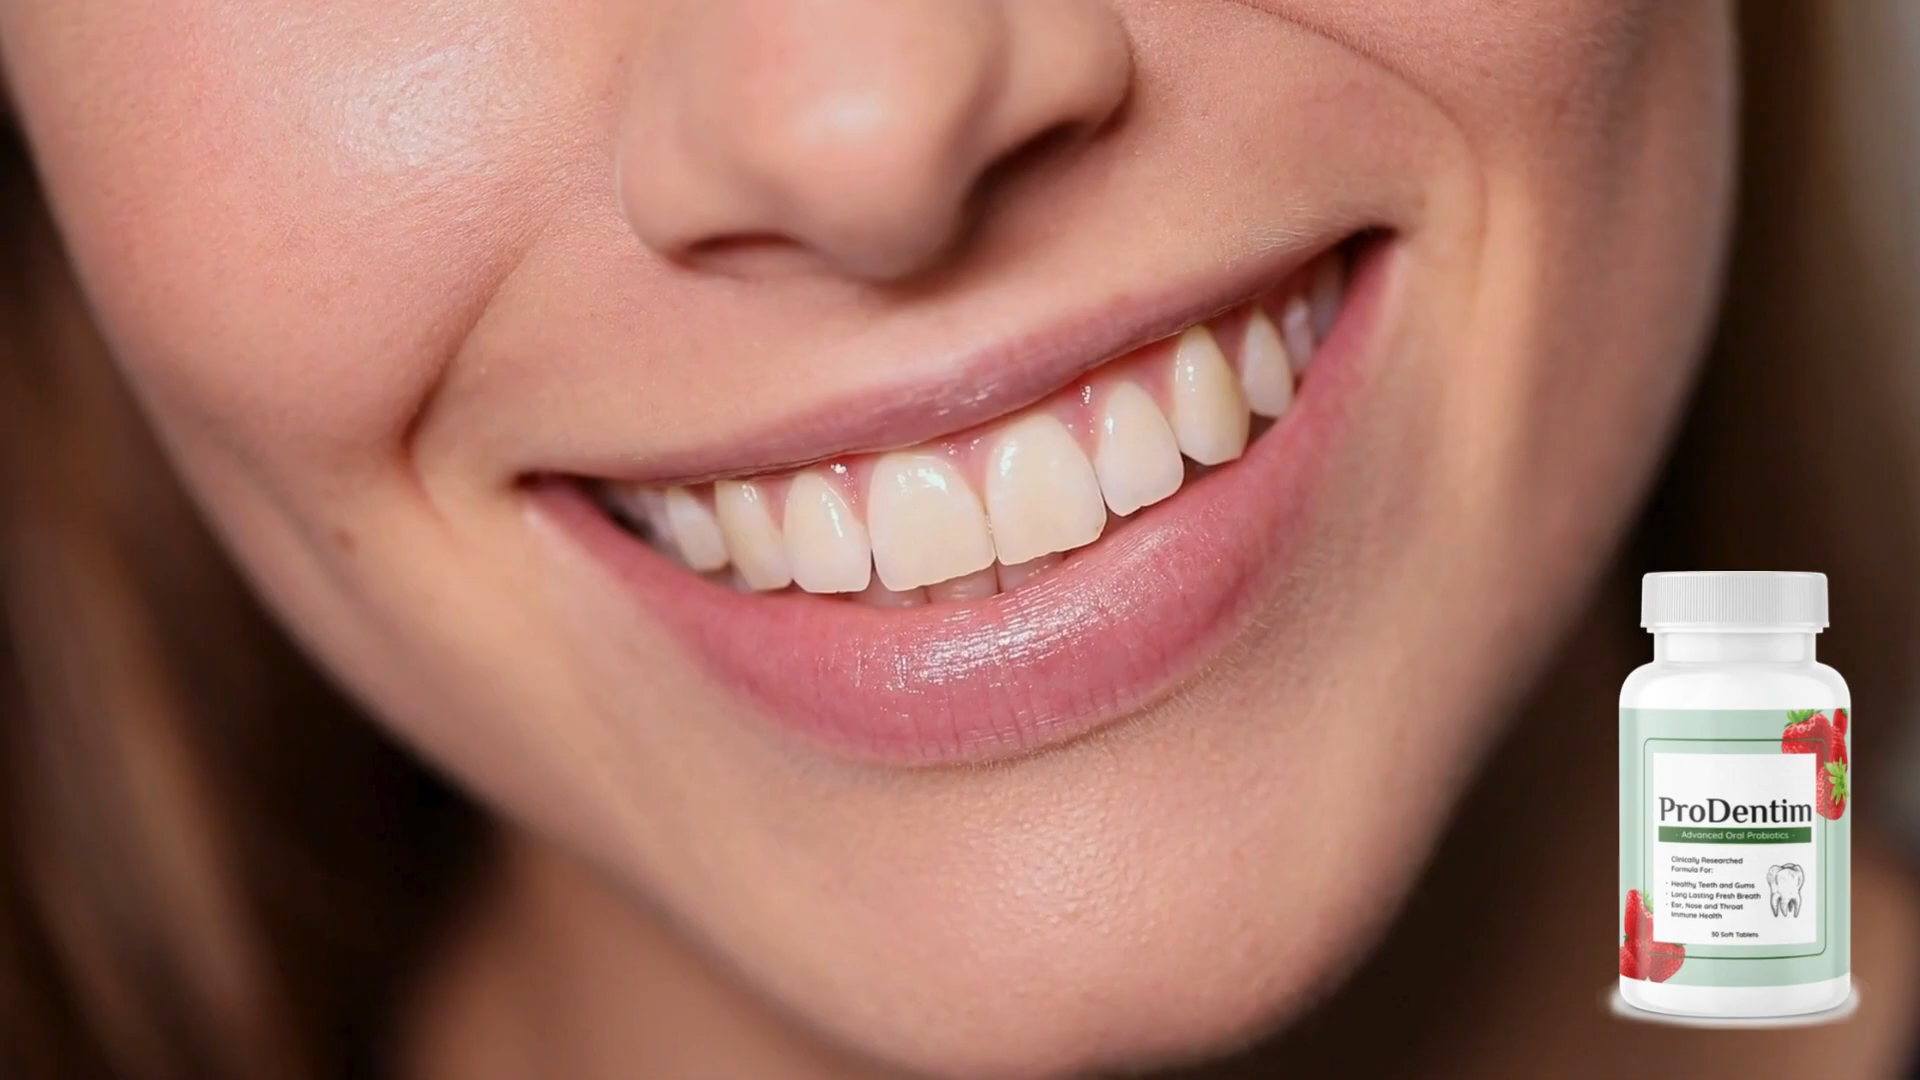 ProDentim
- Advanced Oral Probiotics -
Clinically Researched
Formula For:
· Healthy Teeth and Gums
· Long Lasting Fresh Breath
· Ear, Nose and Throat
Immune Health
30 Soft Tablets